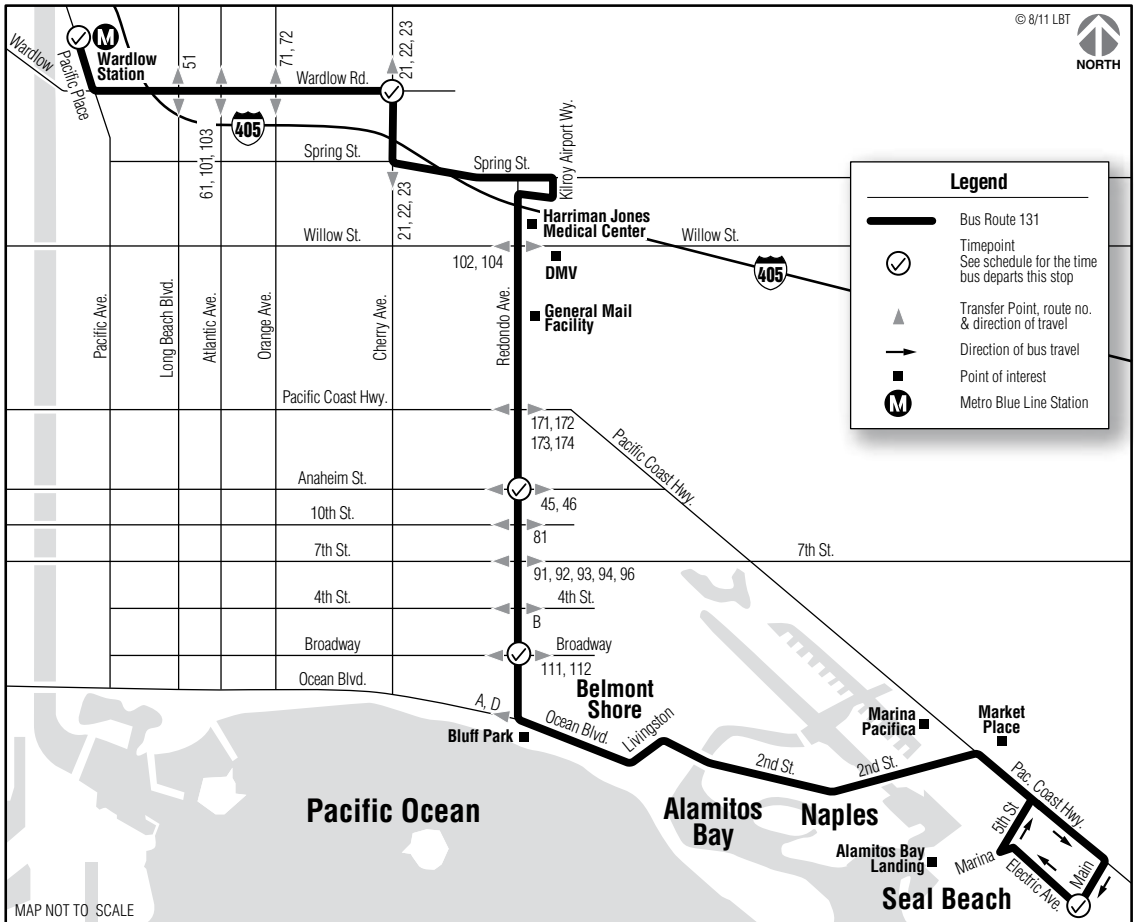 © 8/11 LBT
NORTH
Wardlow
Pacific Place
M
Wardlow
Station
51
71, 72
21, 22, 23
Wardlow Rd.
405
61, 101, 103
Spring St.
Spring St.
Kilroy Airport Wy.
21, 22, 23
Harriman Jones
Medical Center
Willow St.
Willow St.
102, 104
DMV
405
General Mail
Facility
Pacific Ave.
Long Beach Blvd.
Atlantic Ave.
Orange Ave.
Cherry Ave.
Redondo Ave.
Legend
Bus Route 131
Timepoint
See schedule for the time
bus departs this stop
Transfer Point, route no.
& direction of travel
Direction of bus travel
Point of interest
M
Metro Blue Line Station
Pacific Coast Hwy.
171, 172
173, 174
Pacific Coast Hwy.
Anaheim St.
45, 46
10th St.
81
7th St.
7th St.
91, 92, 93, 94, 96
4th St.
4th St.
B
Broadway
Broadway
111, 112
Ocean Blvd.
A, D
Belmont
Shore
Bluff Park
Ocean Blvd.
Livingston
Marina
Pacifica
Market
Place
2nd St.
2nd St.
Pac. Coast Hwy.
Pacific Ocean
Alamitos
Bay
Naples
5th St
Alamitos Bay
Landing
Marina
Electric Ave.
Main
Seal Beach
MAP NOT TO SCALE